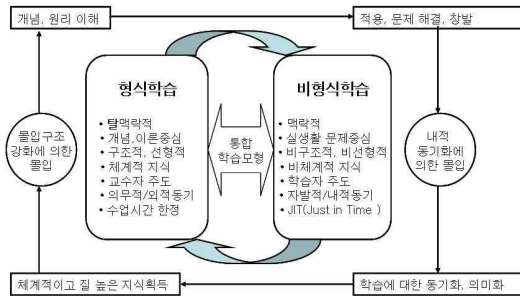 개념, 원리 이해
적용, 문제 해결, 창발
형식학습
• 탈맥락적
• 개념,이론중심
• 구조적, 선형적
• 체계적 지식
• 교수자 주도
• 의무적/외적동기
• 수업시간 한정
통합
학습모형
비형식학습
• 맥락적
• 실생활 문제중심
• 비구조적, 비선형적
• 비체계적 지식
• 학습자 주도
• 자발적/내적동기
• JIT(Just in Time )
몰입구조
강화에 의한
몰입
내적
동기화에
의한 몰입
체계적이고 질 높은 지식획득
학습에 대한 동기화, 의미화